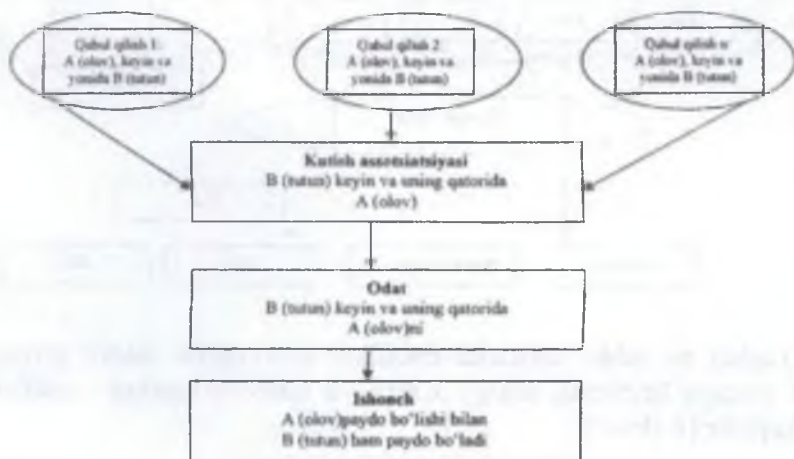 Qabul qilish 1:
A (olov), keyin va
yonida B (tutun)
Qabul qilish 2:
A (olov), keyin va
yonida B (tutun)
Qabul qilish n:
A (olov), keyin va
yonida B (tutun)
Kutish assotsiatsiyasi
B (tutun) keyin va uning qatorida
A (olov)
Odat
B (tutun) keyin va uning qatorida
A (olov)ni
Ishonch
A (olov)paydo bo'lishi bilan
B (tutun) ham paydo bo'ladi